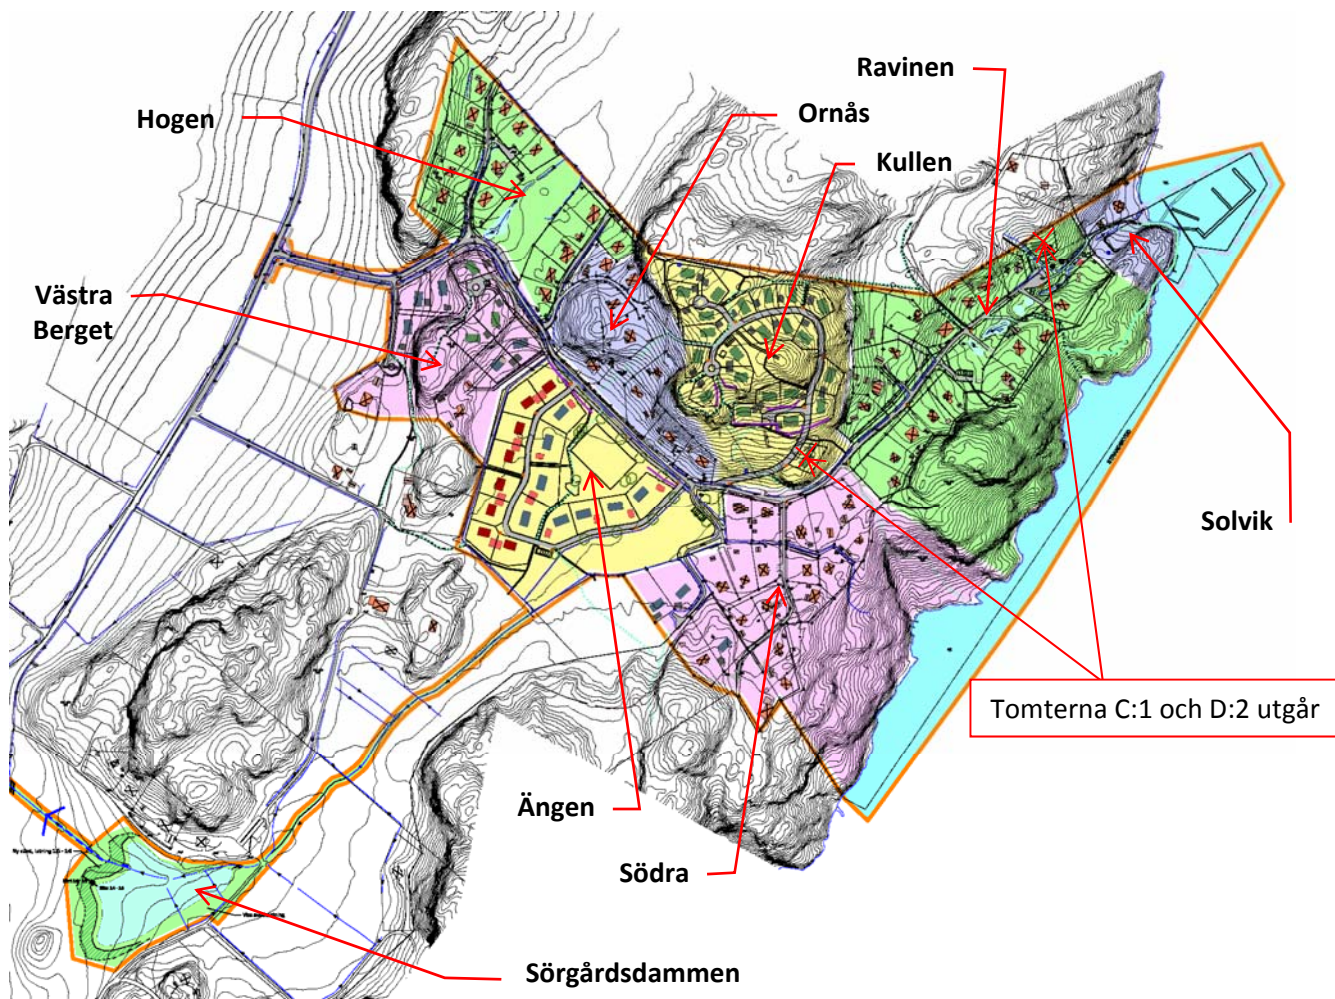 Ravinen
Ornås
Hogen
Kullen
Västra
Berget
Solvik
Tomterna C:1 och D:2 utgår
Ängen
Södra
Sörgårdsdammen